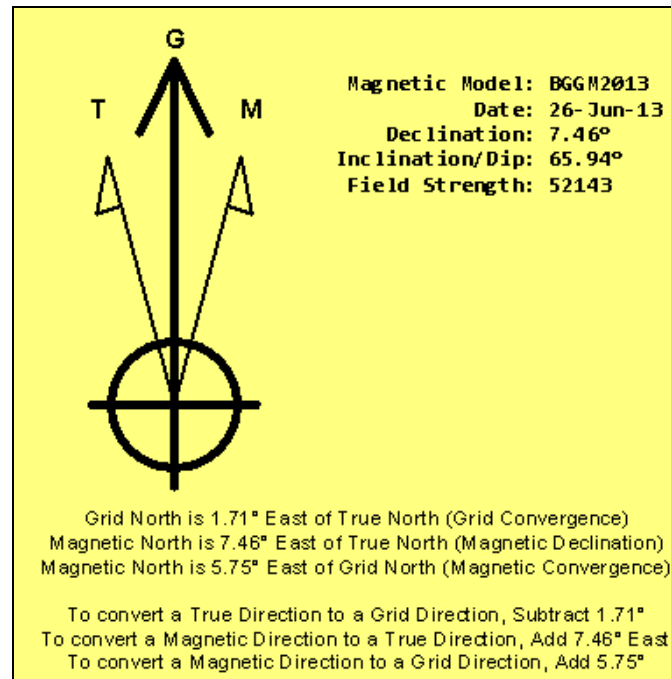 G
T M
Magnetic Model: BGGM2013
Date: 26-Jun-13
Declination: 7.46º
Inclination/Dip: 65.94º
Field Strength: 52143
Grid North is 1.71° East of True North (Grid Convergence)
Magnetic North is 7.46° East of True North (Magnetic Declination)
Magnetic North is 5.75° East of Grid North (Magnetic Convergence)
To convert a True Direction to a Grid Direction, Subtract 1.71°
To convert a Magnetic Direction to a True Direction, Add 7.46° East
To convert a Magnetic Direction to a Grid Direction, Add 5.75°